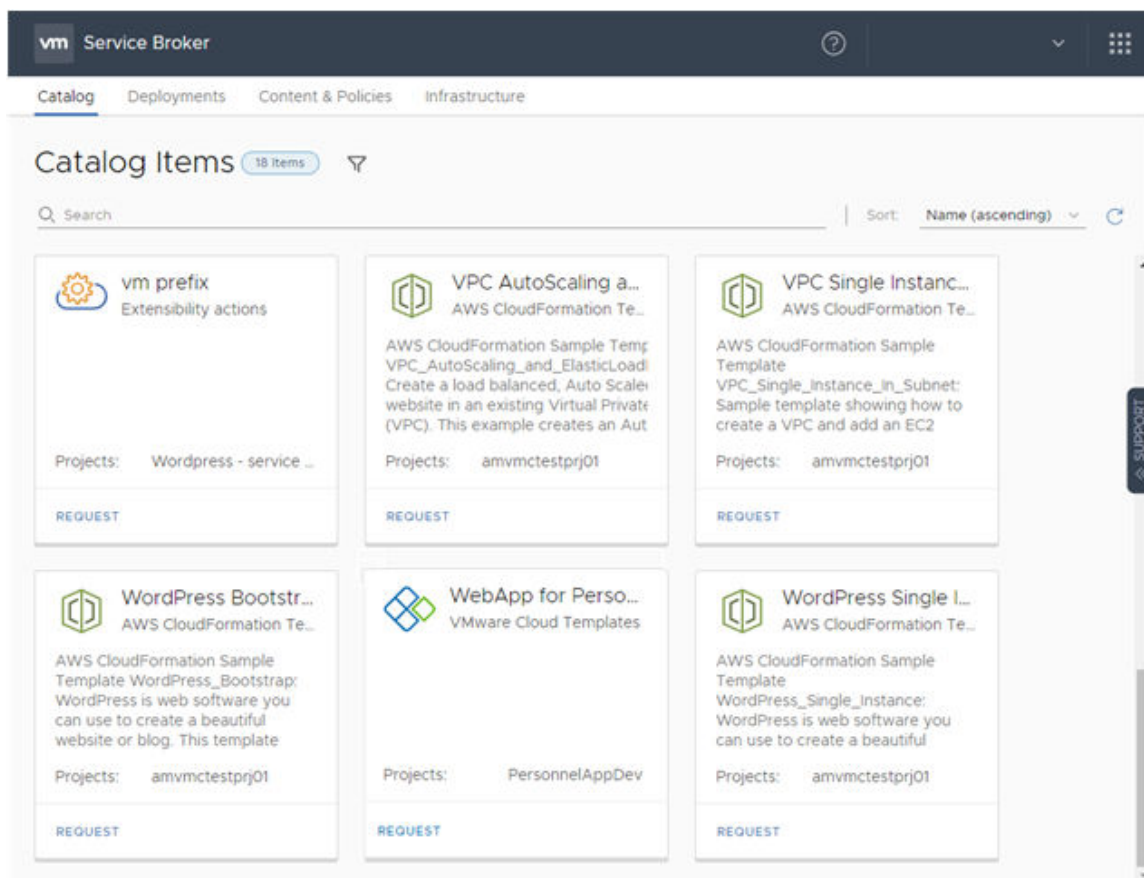 vm Service Broker
Catalog Deployments Content & Policies Infrastructure
Catalog Items 18 items
Search
Sort: Name (ascending)
vm prefix
Extensibility actions
Projects: Wordpress - service ...
REQUEST
VPC AutoScaling a...
AWS CloudFormation Te...
AWS CloudFormation Sample Temp
VPC_AutoScaling_and_ElasticLoadl
Create a load balanced, Auto Scale
website in an existing Virtual Private
(VPC). This example creates an Aut
Projects: amvmctestprj01
REQUEST
VPC Single Instanc...
AWS CloudFormation Te...
AWS CloudFormation Sample
Template
VPC_Single_Instance_In_Subnet:
Sample template showing how to
create a VPC and add an EC2
Projects: amvmctestprj01
REQUEST
SUPPORT
WordPress Bootstr...
AWS CloudFormation Te...
AWS CloudFormation Sample
Template WordPress_Bootstrap:
WordPress is web software you
can use to create a beautiful
website or blog. This template
Projects: amvmctestprj01
REQUEST
WebApp for Perso...
VMware Cloud Templates
Projects: PersonnelAppDev
REQUEST
WordPress Single I...
AWS CloudFormation Te...
AWS CloudFormation Sample
Template
WordPress_Single_Instance:
WordPress is web software you
can use to create a beautiful
Projects: amvmctestprj01
REQUEST